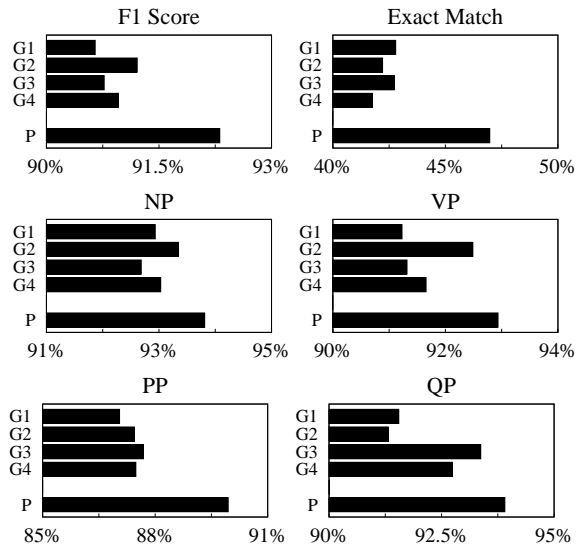 F1 Score
G1
G2
G3
G4
P
90% 91.5% 93%
Exact Match
G1
G2
G3
G4
P
40% 45% 50%
NP
G1
G2
G3
G4
P
91% 93% 95%
VP
G1
G2
G3
G4
P
90% 92% 94%
PP
G1
G2
G3
G4
P
85% 88% 91%
QP
G1
G2
G3
G4
P
90% 92.5% 95%